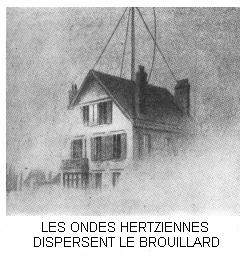 LES ONDES HERTZIENNES
DISPERSENT LE BROUILLARD